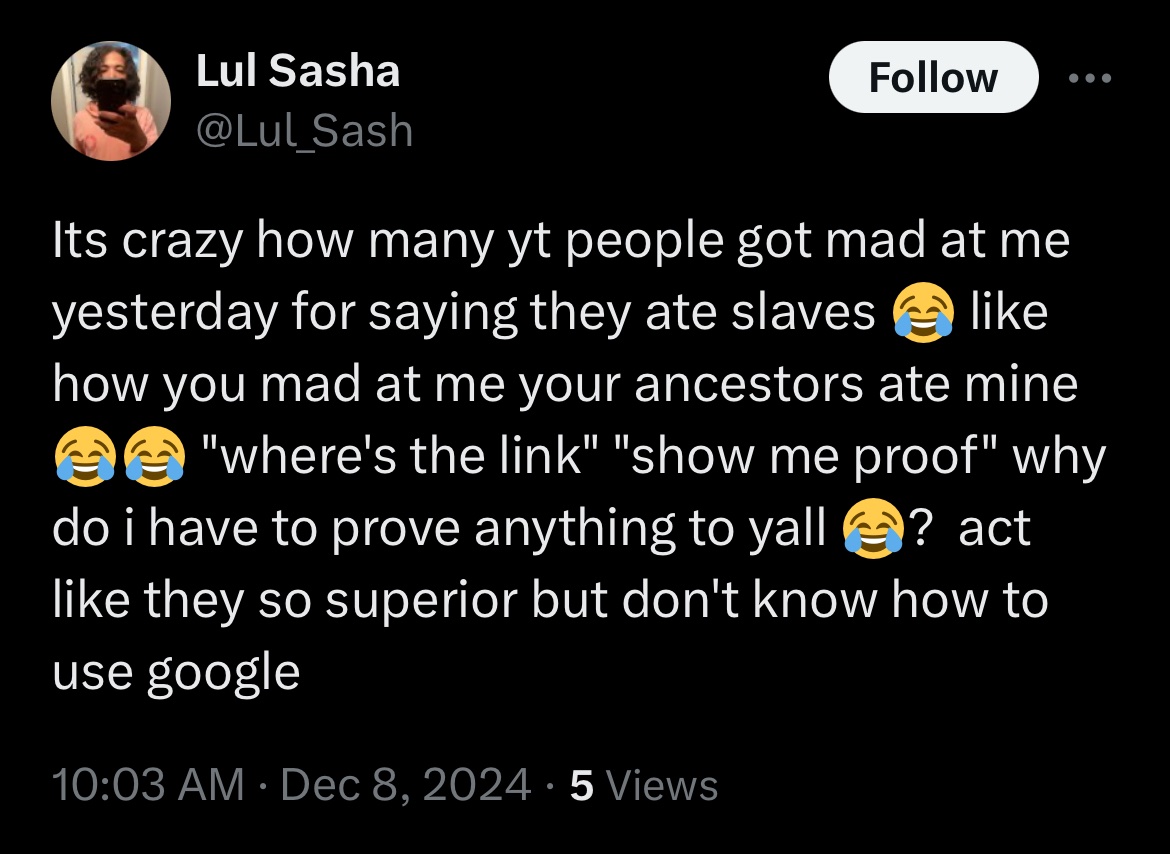 Lul Sasha
Follow
@Lul_Sash
Its crazy how many yt people got mad at me
yesterday for saying they ate slaves 😂 like
how you mad at me your ancestors ate mine
😂😂 "where's the link" "show me proof" why
do i have to prove anything to yall 😂?  act
like they so superior but don't know how to
use google
10:03 AM · Dec 8, 2024 · 5 Views